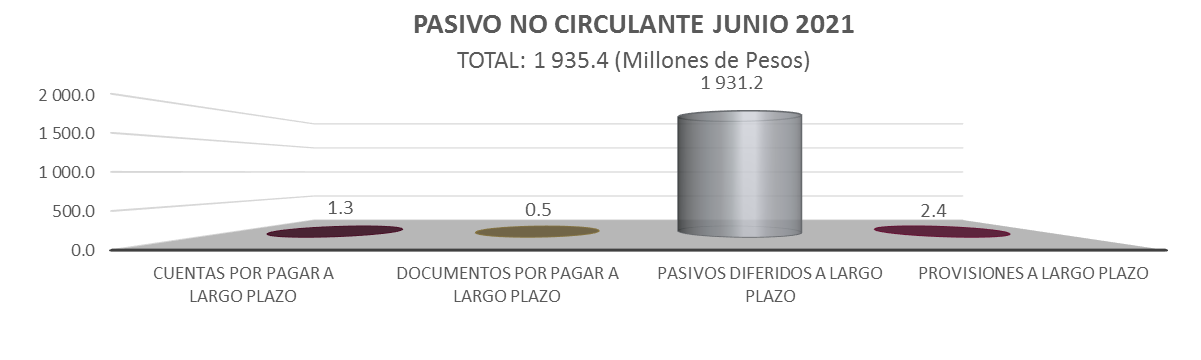 PASIVO NO CIRCULANTE JUNIO 2021
TOTAL: 1 935.4 (Millones de Pesos)
1 931.2
2 000.0
1 500.0
1 000.0
500.0
0.0
1.3
0.5
2.4
CUENTAS POR PAGAR A
LARGO PLAZO
DOCUMENTOS POR PAGAR A
LARGO PLAZO
PASIVOS DIFERIDOS A LARGO
PLAZO
PROVISIONES A LARGO PLAZO